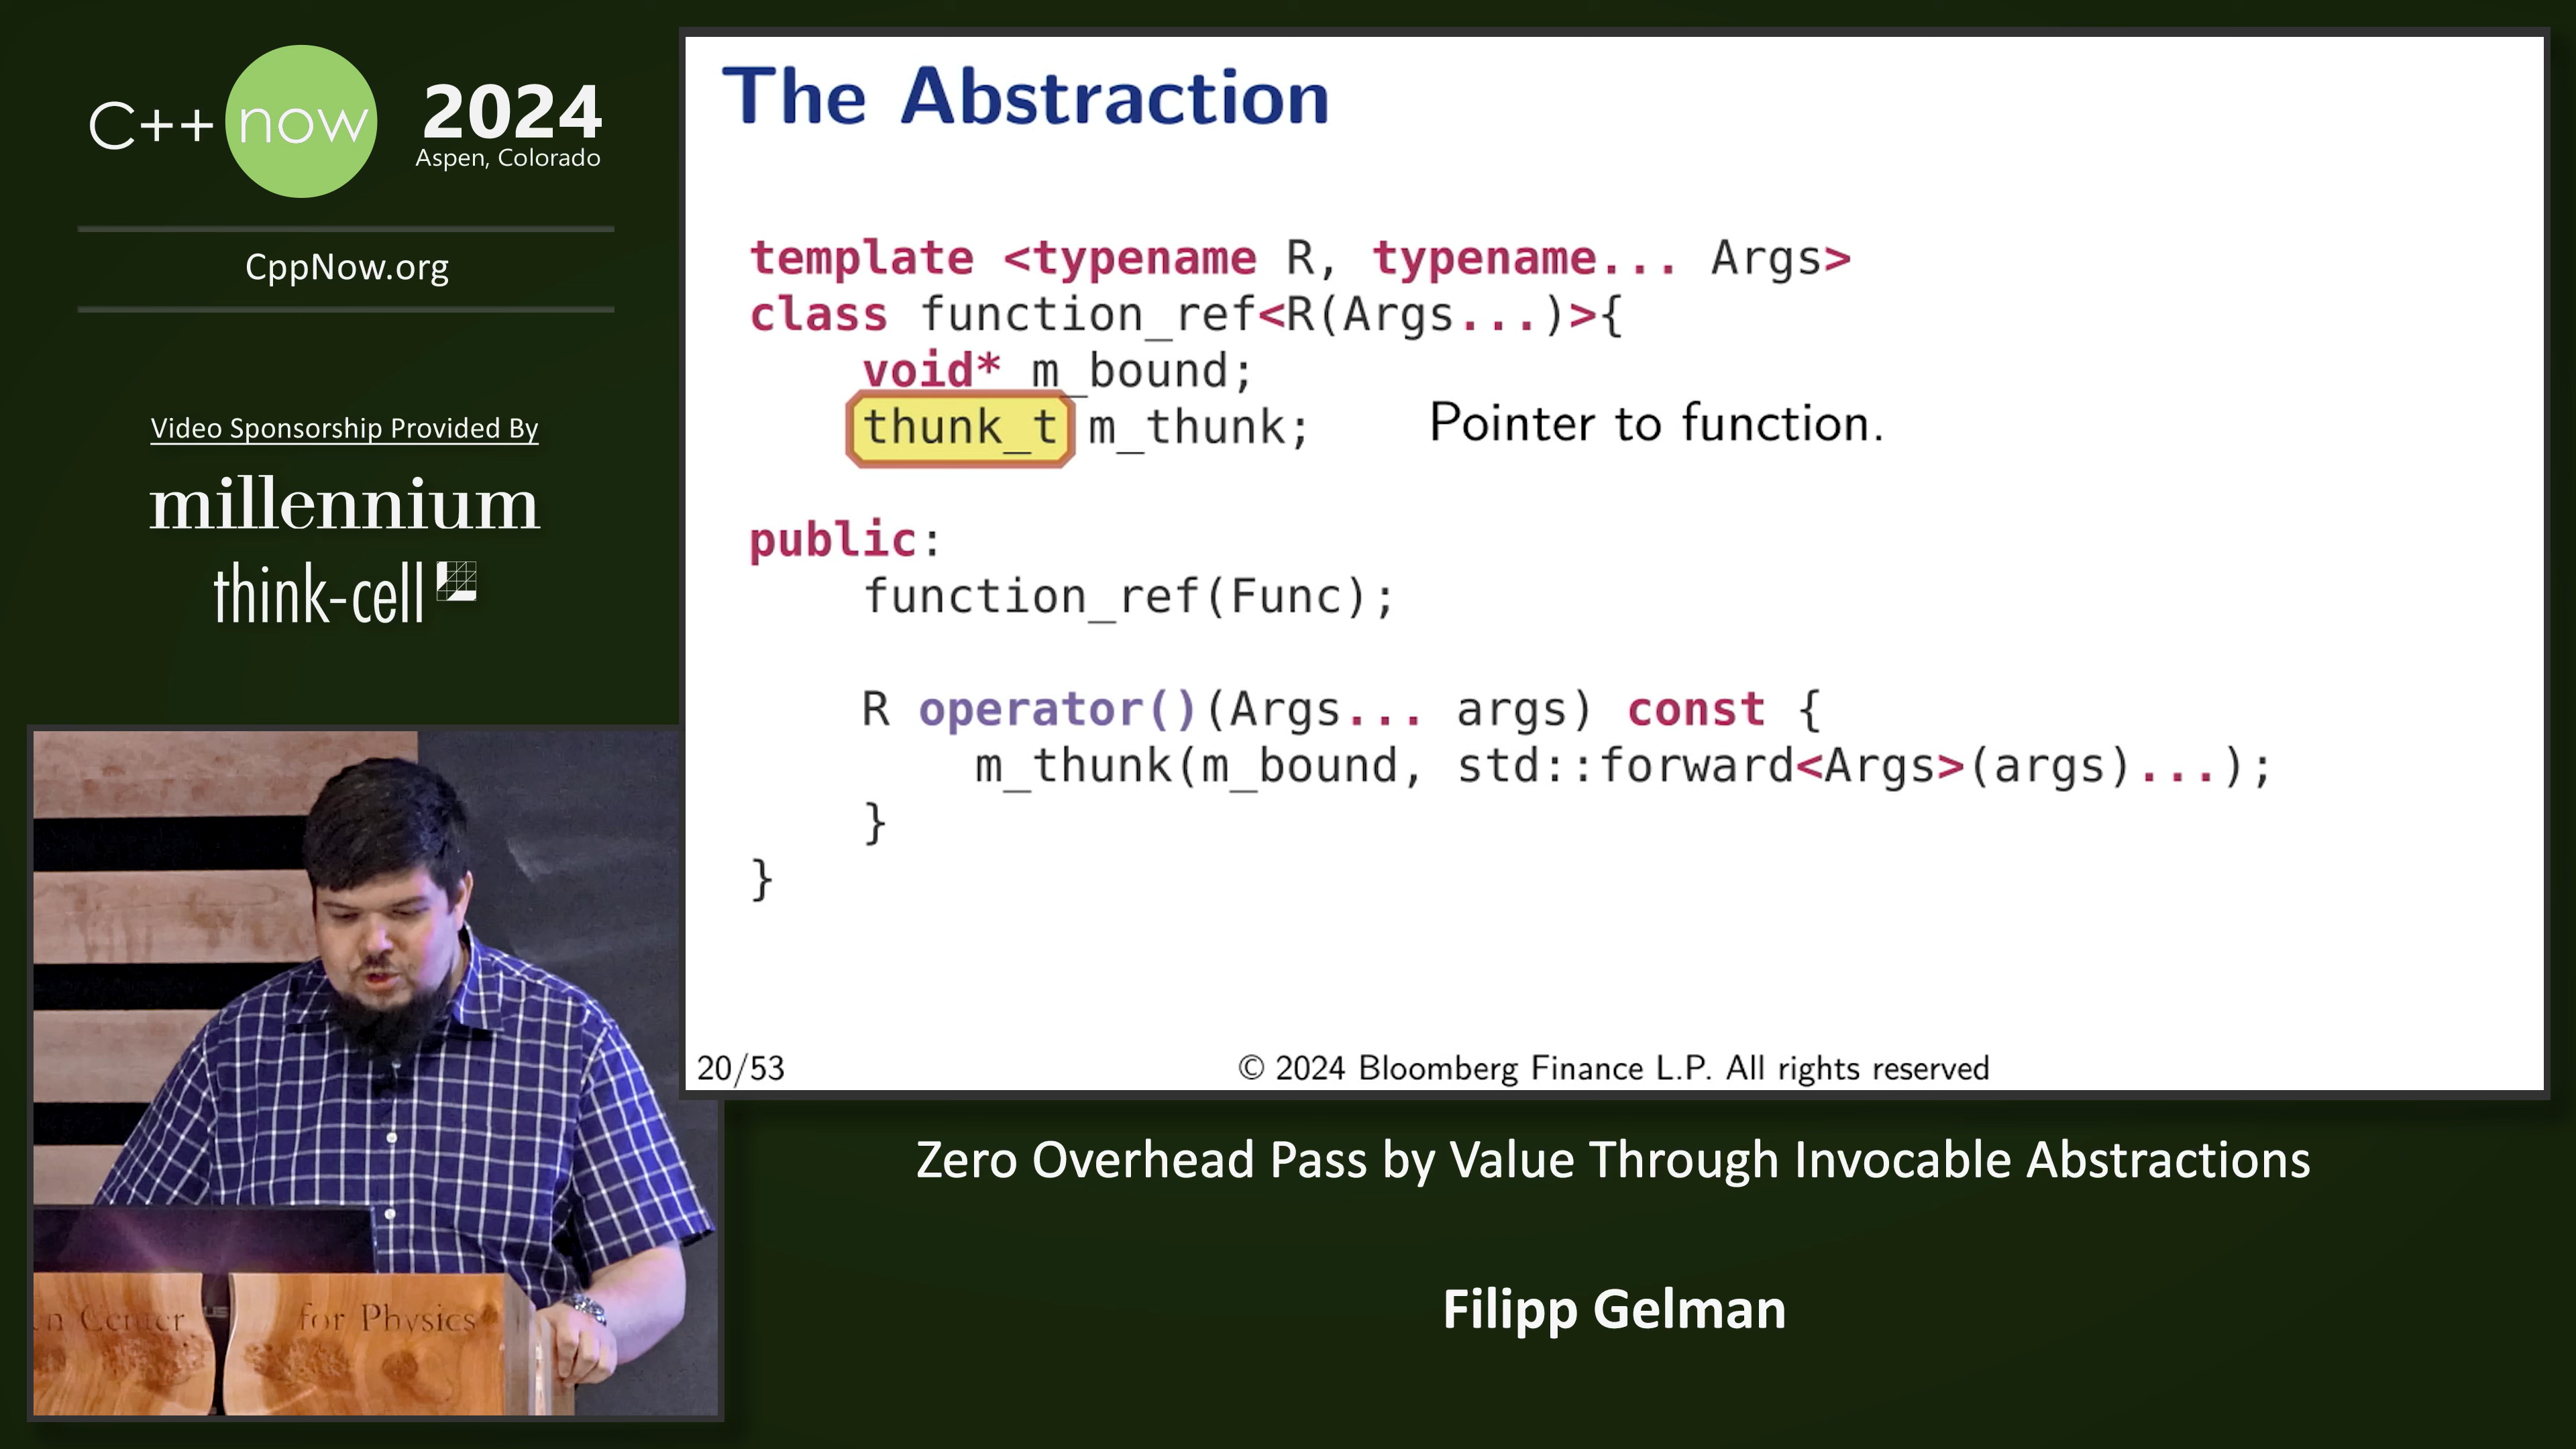 C++ now 2024
Aspen, Colorado
CppNow.org
Video Sponsorship Provided By
millennium
think-cell
The Abstraction
template <typename R, typename... Args>
class function_ref<R(Args...)>{
void* m_bound;
thunk_t m_thunk; Pointer to function.
public:
function_ref(Func);
R operator()(Args... args) const {
m_thunk(m_bound, std::forward<Args>(args)...);
}
}
20/53 © 2024 Bloomberg Finance L.P. All rights reserved
Center for Physics
Zero Overhead Pass by Value Through Invocable Abstractions
Filipp Gelman